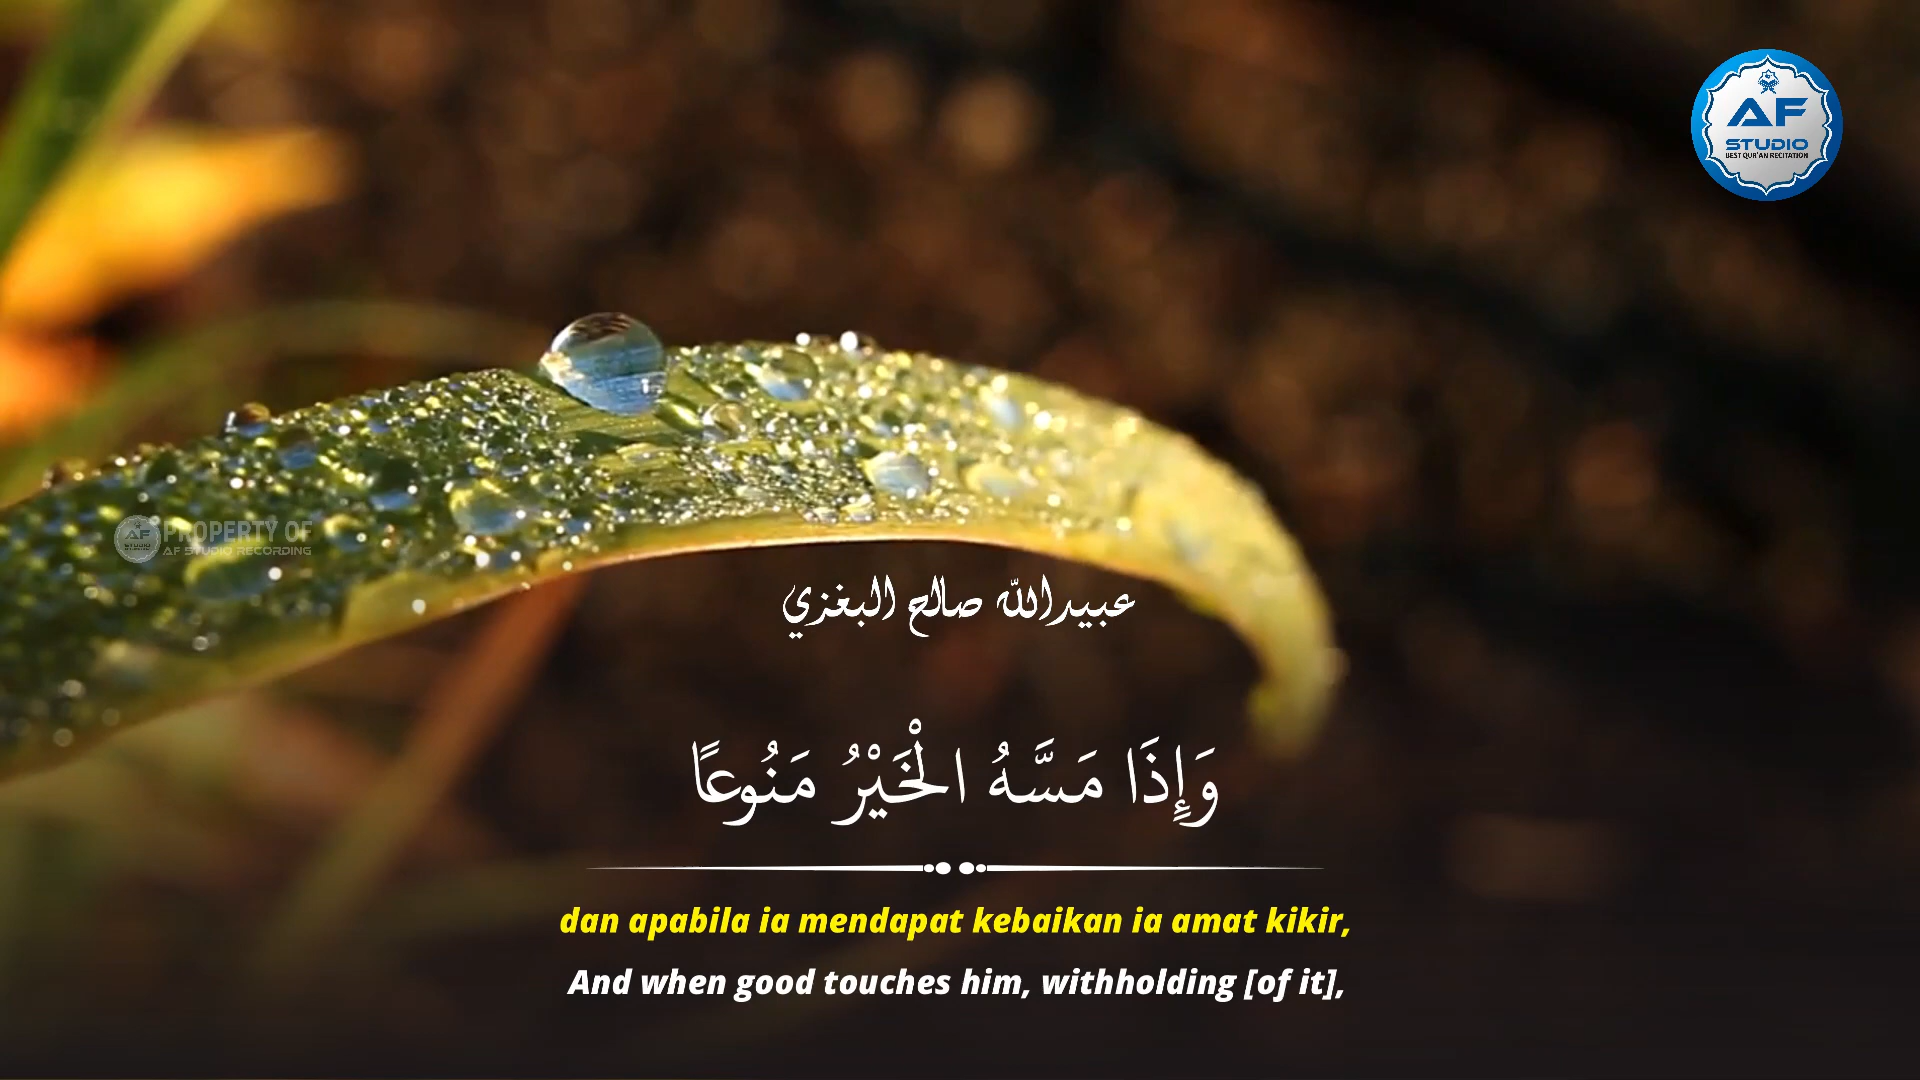 AF
STUDIO
BEST QUR'AN RECITATION
PROPERTY OF
AF STUDIO RECORDING
عبيدالله صالح البغزي
وَإِذَا مَسَّهُ الْخَيْرُ مَنُوعًا
dan apabila ia mendapat kebaikan ia amat kikir,
And when good touches him, withholding [of it],